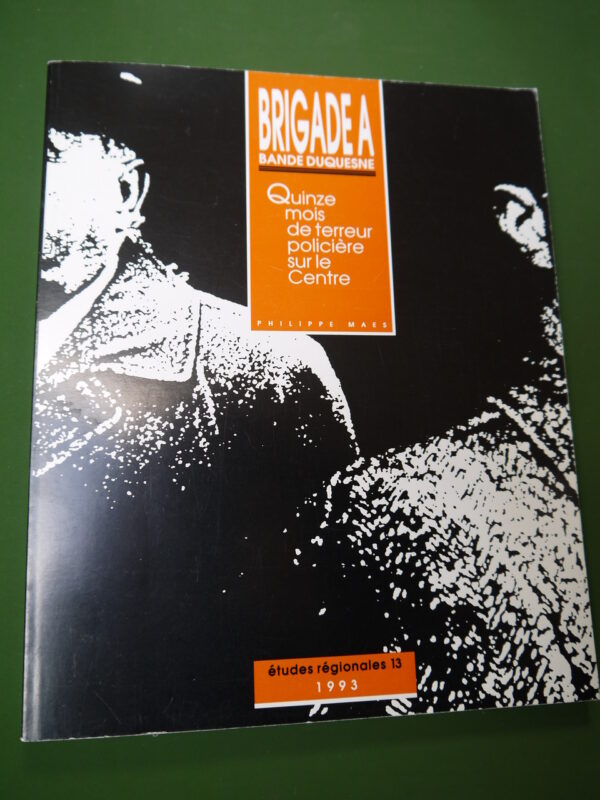 BRIGADE A
BANDE DUQUESNE
Quinze
mois
de terreur
policière
sur le
Centre
PHILIPPE MAES
études régionales 13
1993